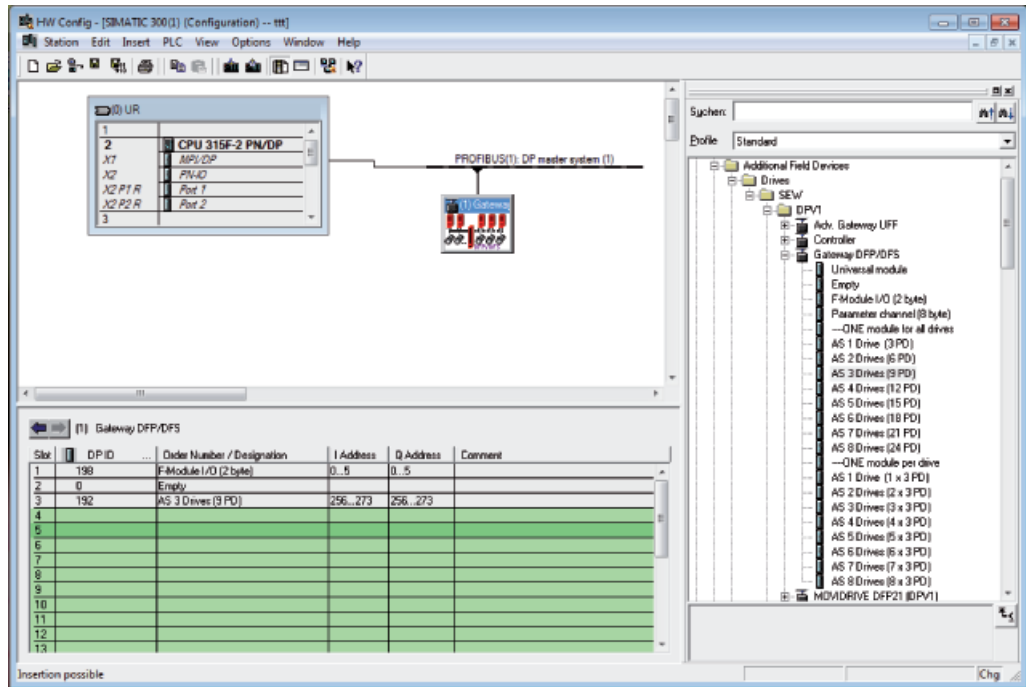 HW Config - [SIMATIC 300(1) (Configuration) -- ttt]
Station Edit Insert PLC View Options Window Help
(0) UR
1
2 CPU 315F-2 PN/DP
X1 MPI/DP
X2 PN-IO
X2 P1 R Port 1
X2 P2 R Port 2
3
PROFIBUS(1): DP master system (1)
(1) Gateway
Suchen:
Profile Standard
Additional Field Devices
Drives
SEW
DPV1
Adv. Gateway UFF
Controller
Gateway DFP/DFS
Universal module
Empty
F-Module I/O (2 byte)
Parameter channel (8 byte)
---ONE module for all drives
AS 1 Drive (3 PD)
AS 2 Drives (6 PD)
AS 3 Drives (9 PD)
AS 4 Drives (12 PD)
AS 5 Drives (15 PD)
AS 6 Drives (18 PD)
AS 7 Drives (21 PD)
AS 8 Drives (24 PD)
---ONE module per drive
AS 1 Drive (1 x 3 PD)
AS 2 Drives (2 x 3 PD)
AS 3 Drives (3 x 3 PD)
AS 4 Drives (4 x 3 PD)
AS 5 Drives (5 x 3 PD)
AS 6 Drives (6 x 3 PD)
AS 7 Drives (7 x 3 PD)
AS 8 Drives (8 x 3 PD)
MOVIDRIVE DFP21 (DPV1)
(1) Gateway DFP/DFS
Slot DP ID ... Order Number / Designation I Address Q Address Comment
1 198 F-Module I/O (2 byte) 0...5 0...5
2 0 Empty
3 192 AS 3 Drives (9 PD) 256...273 256...273
4
5
6
7
8
9
10
11
12
13
Insertion possible
Chg